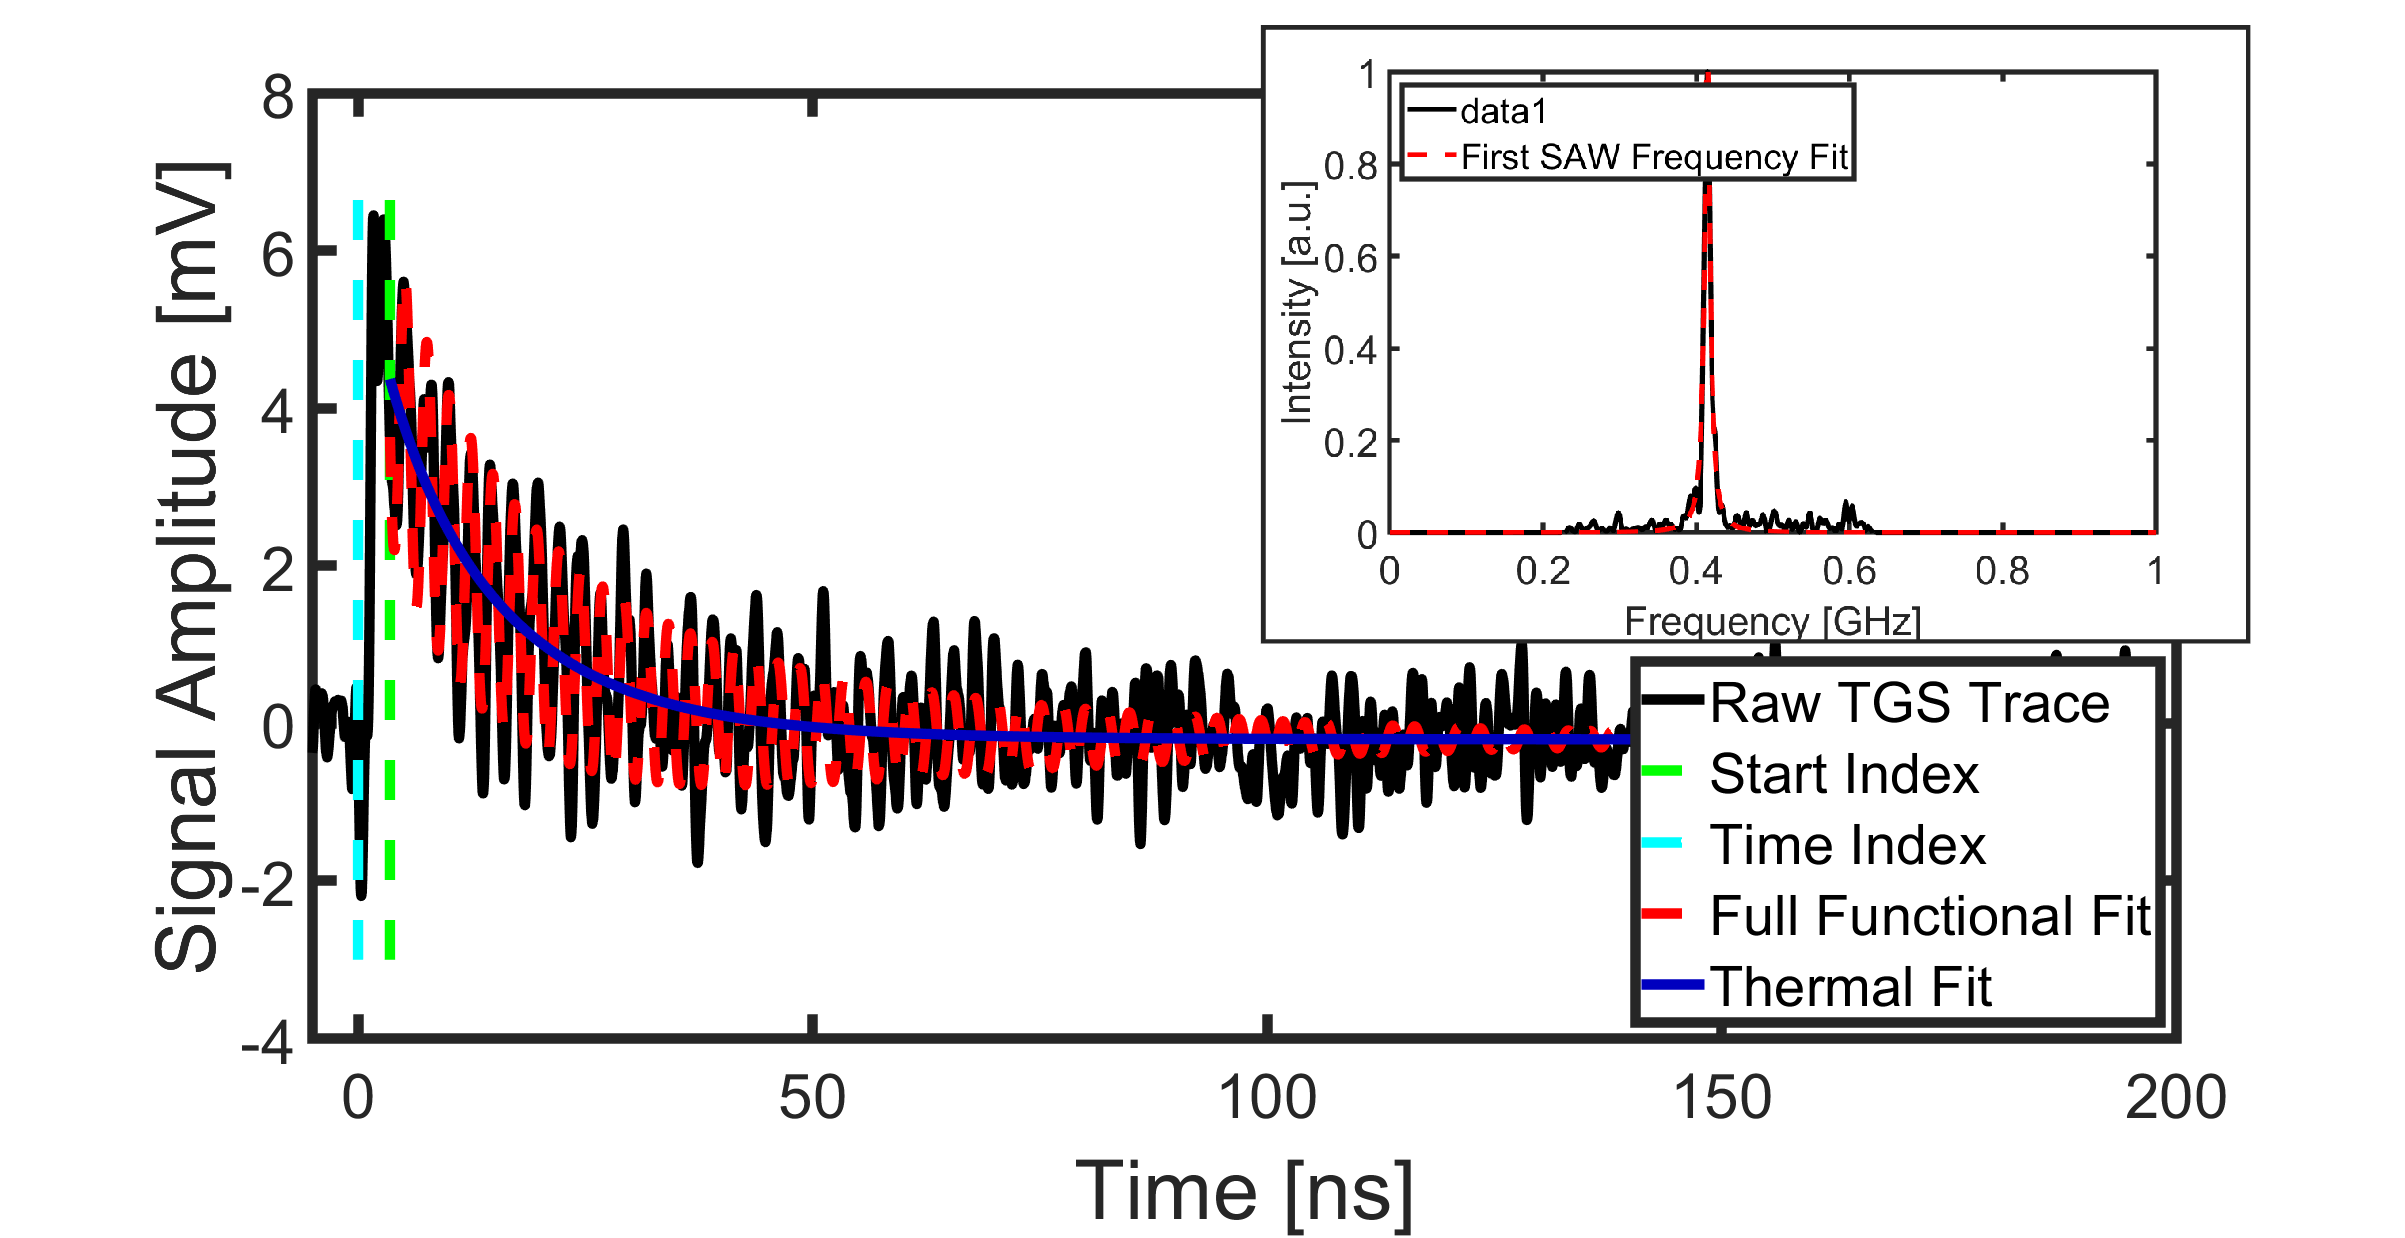 Signal Amplitude [mV]
8
6
4
2
0
-2
-4
0
50
100
150
200
Time [ns]
Intensity [a.u.]
1
0.8
0.6
0.4
0.2
0
data1
First SAW Frequency Fit
0
0.2
0.4
0.6
0.8
1
Frequency [GHz]
Raw TGS Trace
Start Index
Time Index
Full Functional Fit
Thermal Fit